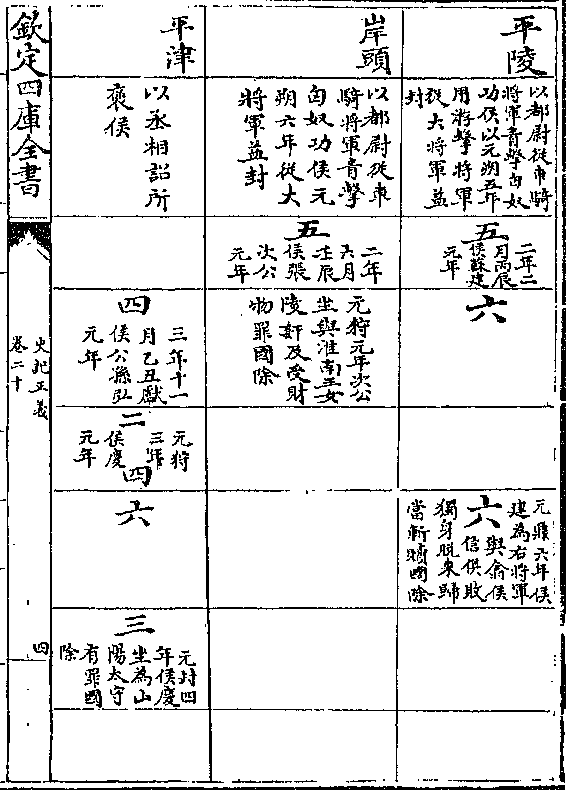 平陵
以都尉從車騎
將軍青擊匈奴
功侯以元朔五年
用游擊將軍
從大將軍益
封
五
二年二
月丙辰
侯蘇建
元年
六
元鼎六年侯
建為右將軍
六
與翕侯
信俱敗
獨身脫來歸
當斬贖國除
岸頭
以都尉從車
騎將軍青擊
匈奴功侯元
朔六年從大
將軍益封
五
二年
六月
壬辰
侯張
次公
元年
元狩元年次公
坐與淮南王女
陵奸及受財
物罪國除
平津
以丞相詔所
褒侯
四
三年十一
月乙丑獻
侯公孫弘
元年
二
元狩
三年
侯慶
元年
四
六
三
元封四
年侯慶
坐為山
陽太守
有罪國
除
欽定四庫全書
史記正義
卷二十
四